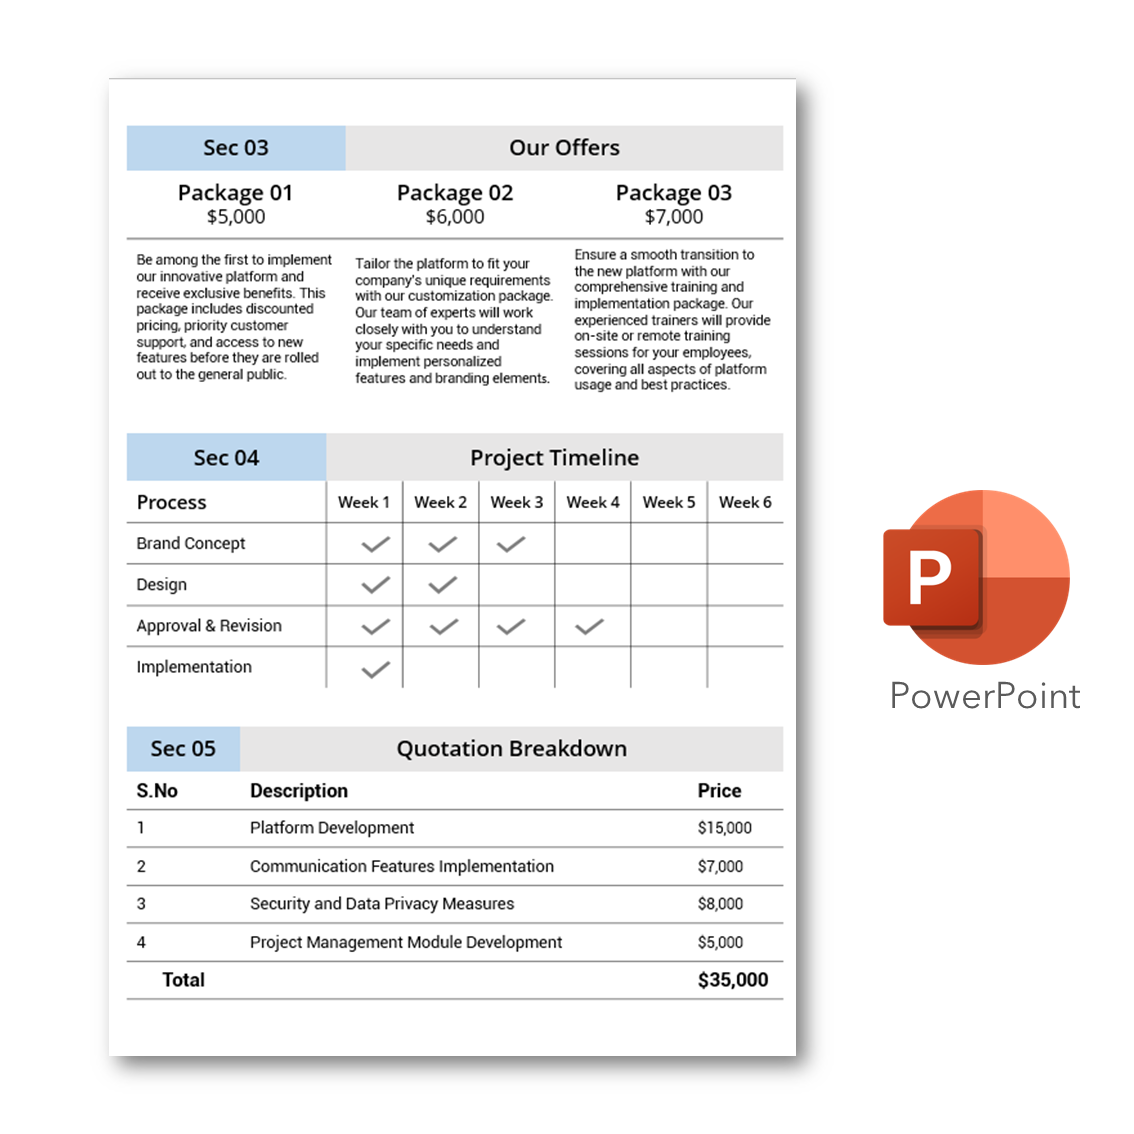 Sec 03 Our Offers
Package 01 Package 02 Package 03
$5,000 $6,000 $7,000
Be among the first to implement
our innovative platform and
receive exclusive benefits. This
package includes discounted
pricing, priority customer
support, and access to new
features before they are rolled
out to the general public.
Tailor the platform to fit your
company's unique requirements
with our customization package.
Our team of experts will work
closely with you to understand
your specific needs and
implement personalized
features and branding elements.
Ensure a smooth transition to
the new platform with our
comprehensive training and
implementation package. Our
experienced trainers will provide
on-site or remote training
sessions for your employees,
covering all aspects of platform
usage and best practices.
Sec 04 Project Timeline
Process Week 1 Week 2 Week 3 Week 4 Week 5 Week 6
Brand Concept
Design
Approval & Revision
Implementation
Sec 05 Quotation Breakdown
S.No Description Price
1 Platform Development $15,000
2 Communication Features Implementation $7,000
3 Security and Data Privacy Measures $8,000
4 Project Management Module Development $5,000
Total $35,000
P
PowerPoint